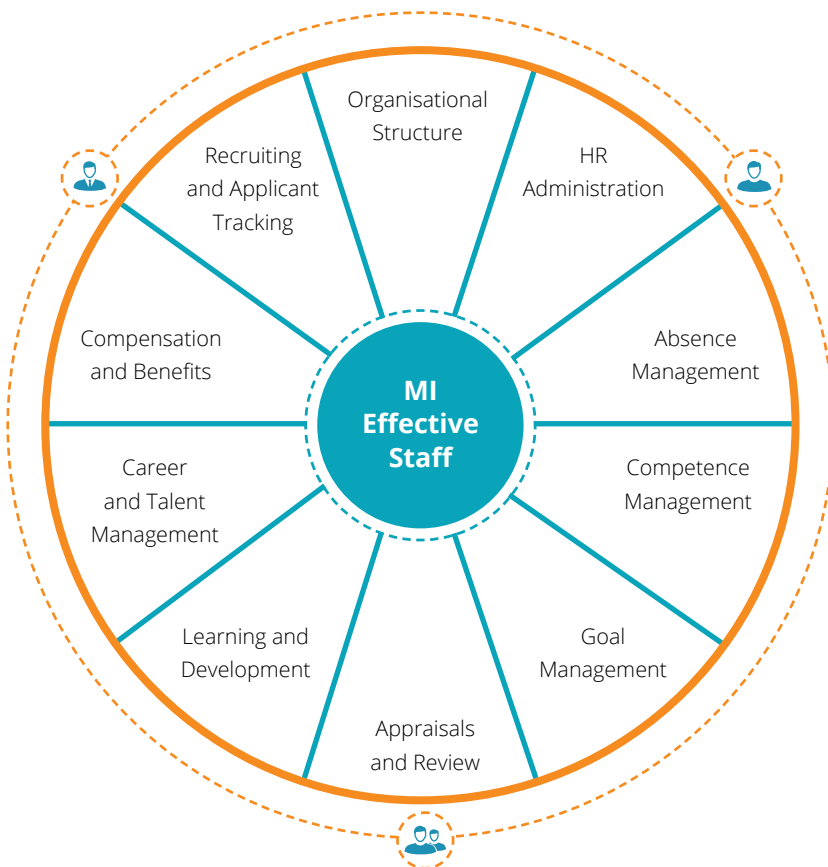 Organisational
Structure
HR
Administration
Absence
Management
Competence
Management
Goal
Management
Appraisals
and Review
Learning and
Development
Career
and Talent
Management
Compensation
and Benefits
Recruiting
and Applicant
Tracking
MI
Effective
Staff